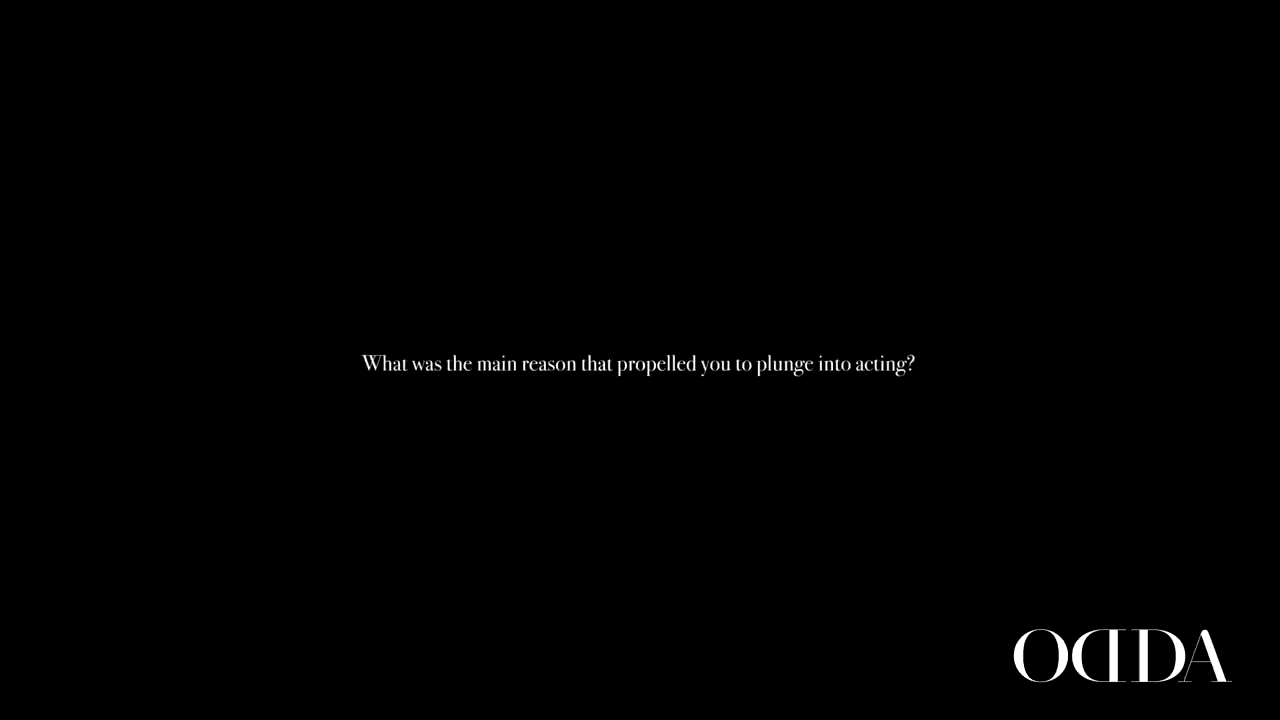 What was the main reason that propelled you to plunge into acting?
ODDA